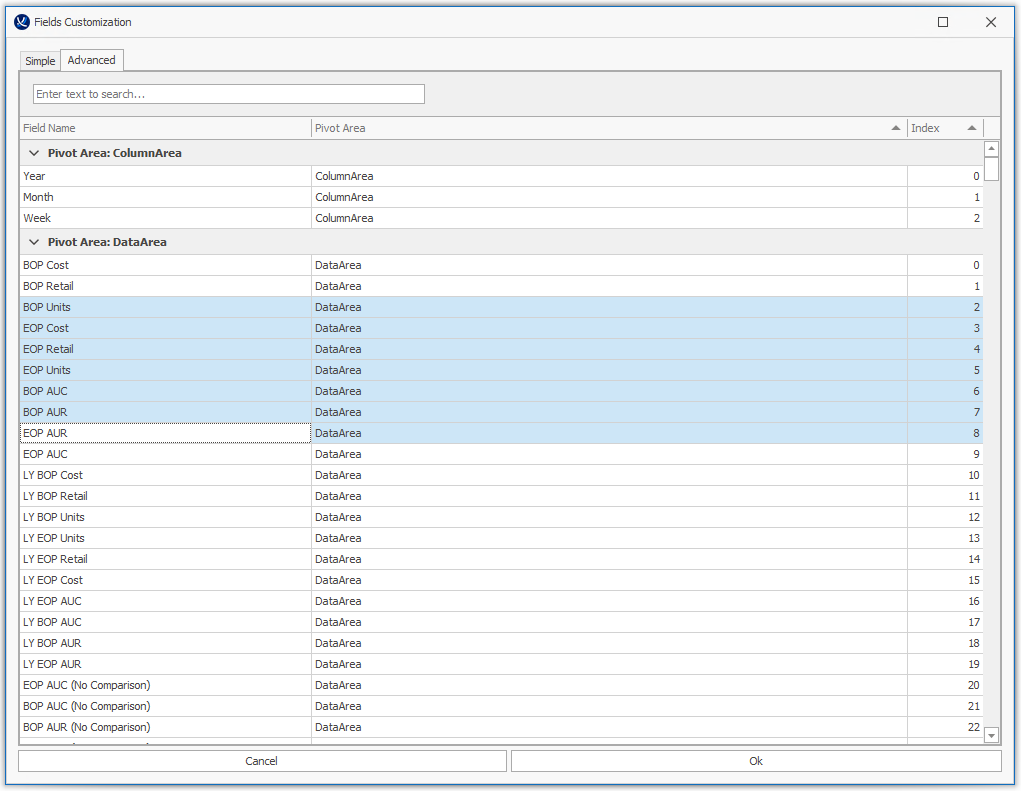 Fields Customization
Simple Advanced
Enter text to search...
Field Name Pivot Area Index
Pivot Area: ColumnArea
Year ColumnArea 0
Month ColumnArea 1
Week ColumnArea 2
Pivot Area: DataArea
BOP Cost DataArea 0
BOP Retail DataArea 1
BOP Units DataArea 2
EOP Cost DataArea 3
EOP Retail DataArea 4
EOP Units DataArea 5
BOP AUC DataArea 6
BOP AUR DataArea 7
EOP AUR DataArea 8
EOP AUC DataArea 9
LY BOP Cost DataArea 10
LY BOP Retail DataArea 11
LY BOP Units DataArea 12
LY EOP Units DataArea 13
LY EOP Retail DataArea 14
LY EOP Cost DataArea 15
LY EOP AUC DataArea 16
LY BOP AUC DataArea 17
LY BOP AUR DataArea 18
LY EOP AUR DataArea 19
EOP AUC (No Comparison) DataArea 20
BOP AUC (No Comparison) DataArea 21
BOP AUR (No Comparison) DataArea 22
Cancel Ok